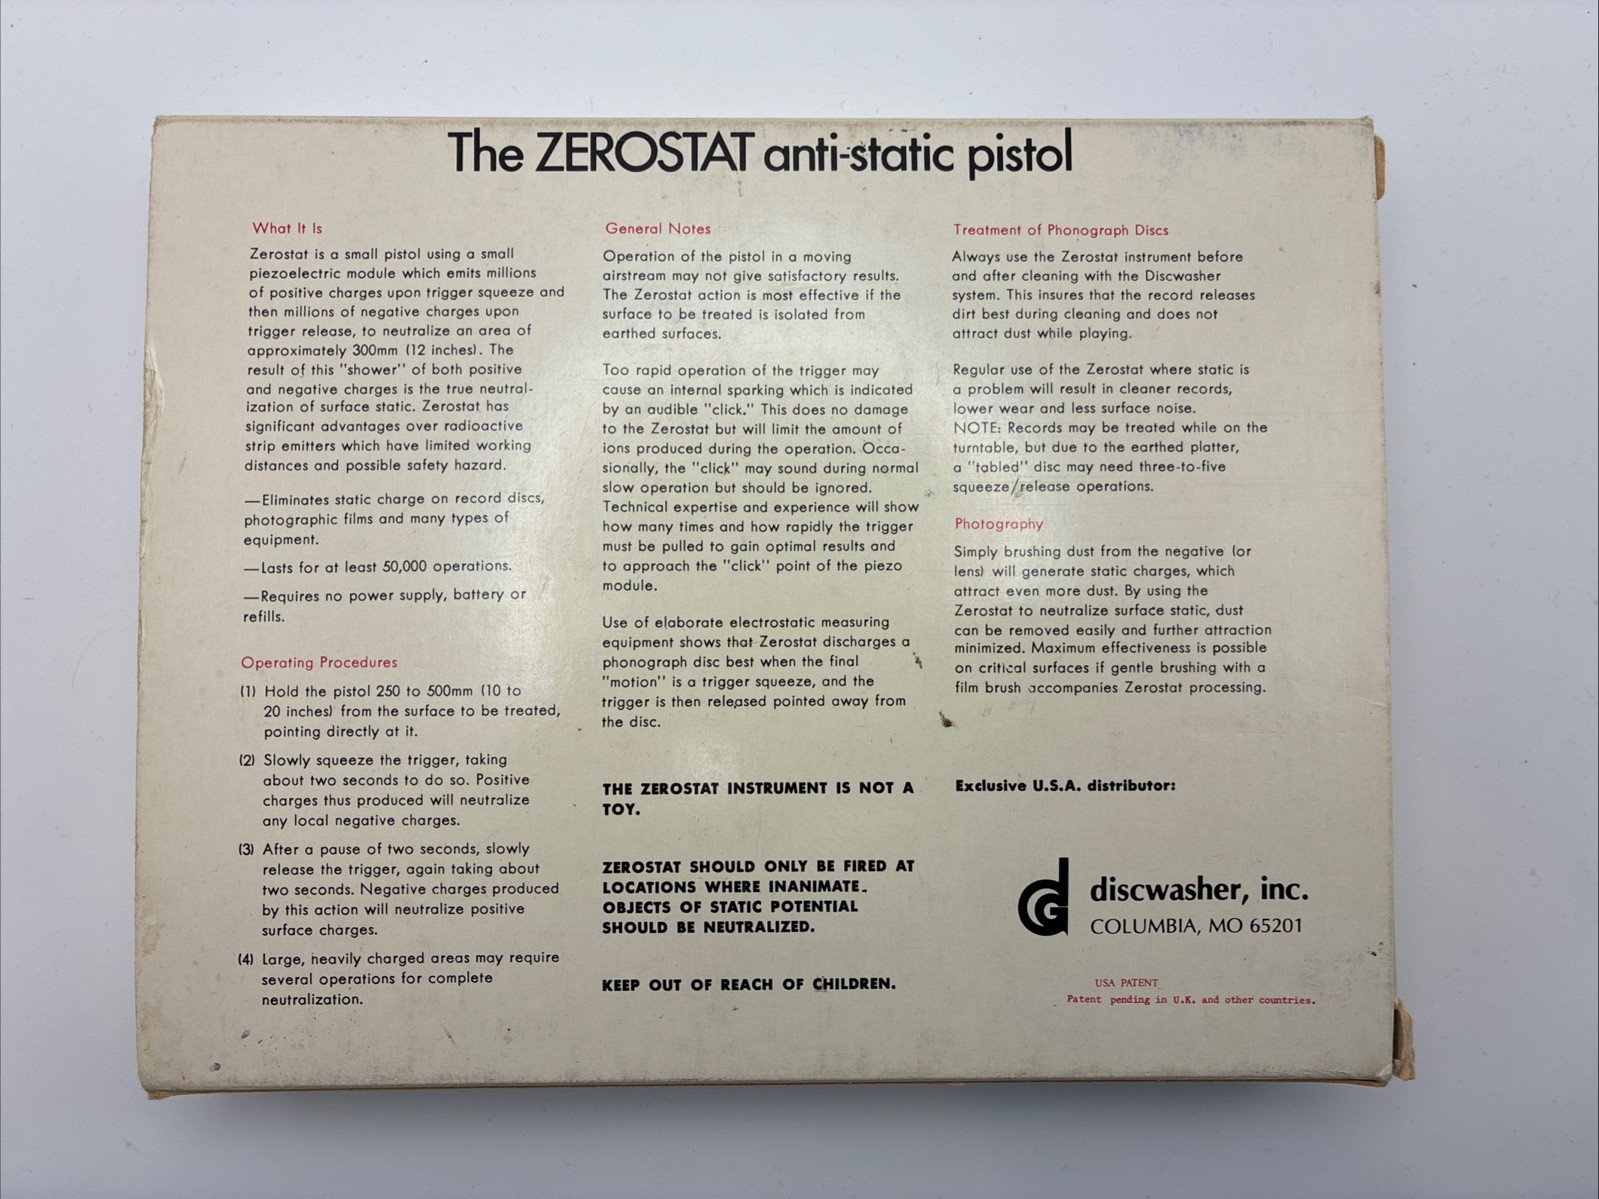 The ZEROSTAT anti-static pistol
What It Is
Zerostat is a small pistol using a small
piezoelectric module which emits millions
of positive charges upon trigger squeeze and
then millions of negative charges upon
trigger release, to neutralize an area of
approximately 300mm (12 inches). The
result of this "shower" of both positive
and negative charges is the true neutral-
ization of surface static. Zerostat has
significant advantages over radioactive
strip emitters which have limited working
distances and possible safety hazard.
—Eliminates static charge on record discs,
photographic films and many types of
equipment.
—Lasts for at least 50,000 operations.
—Requires no power supply, battery or
refills.
Operating Procedures
(1) Hold the pistol 250 to 500mm (10 to
20 inches) from the surface to be treated,
pointing directly at it.
(2) Slowly squeeze the trigger, taking
about two seconds to do so. Positive
charges thus produced will neutralize
any local negative charges.
(3) After a pause of two seconds, slowly
release the trigger, again taking about
two seconds. Negative charges produced
by this action will neutralize positive
surface charges.
(4) Large, heavily charged areas may require
several operations for complete
neutralization.
General Notes
Operation of the pistol in a moving
airstream may not give satisfactory results.
The Zerostat action is most effective if the
surface to be treated is isolated from
earthed surfaces.
Too rapid operation of the trigger may
cause an internal sparking which is indicated
by an audible "click." This does no damage
to the Zerostat but will limit the amount of
ions produced during the operation. Occa-
sionally, the "click" may sound during normal
slow operation but should be ignored.
Technical expertise and experience will show
how many times and how rapidly the trigger
must be pulled to gain optimal results and
to approach the "click" point of the piezo
module.
Use of elaborate electrostatic measuring
equipment shows that Zerostat discharges a
phonograph disc best when the final
"motion" is a trigger squeeze, and the
trigger is then released pointed away from
the disc.
THE ZEROSTAT INSTRUMENT IS NOT A
TOY.
ZEROSTAT SHOULD ONLY BE FIRED AT
LOCATIONS WHERE INANIMATE
OBJECTS OF STATIC POTENTIAL
SHOULD BE NEUTRALIZED.
KEEP OUT OF REACH OF CHILDREN.
Treatment of Phonograph Discs
Always use the Zerostat instrument before
and after cleaning with the Discwasher
system. This insures that the record releases
dirt best during cleaning and does not
attract dust while playing.
Regular use of the Zerostat where static is
a problem will result in cleaner records,
lower wear and less surface noise.
NOTE: Records may be treated while on the
turntable, but due to the earthed platter,
a "tabled" disc may need three-to-five
squeeze/release operations.
Photography
Simply brushing dust from the negative (or
lens) will generate static charges, which
attract even more dust. By using the
Zerostat to neutralize surface static, dust
can be removed easily and further attraction
minimized. Maximum effectiveness is possible
on critical surfaces if gentle brushing with a
film brush accompanies Zerostat processing.
Exclusive U.S.A. distributor:
discwasher, inc.
COLUMBIA, MO 65201
USA PATENT
Patent pending in U.K. and other countries.